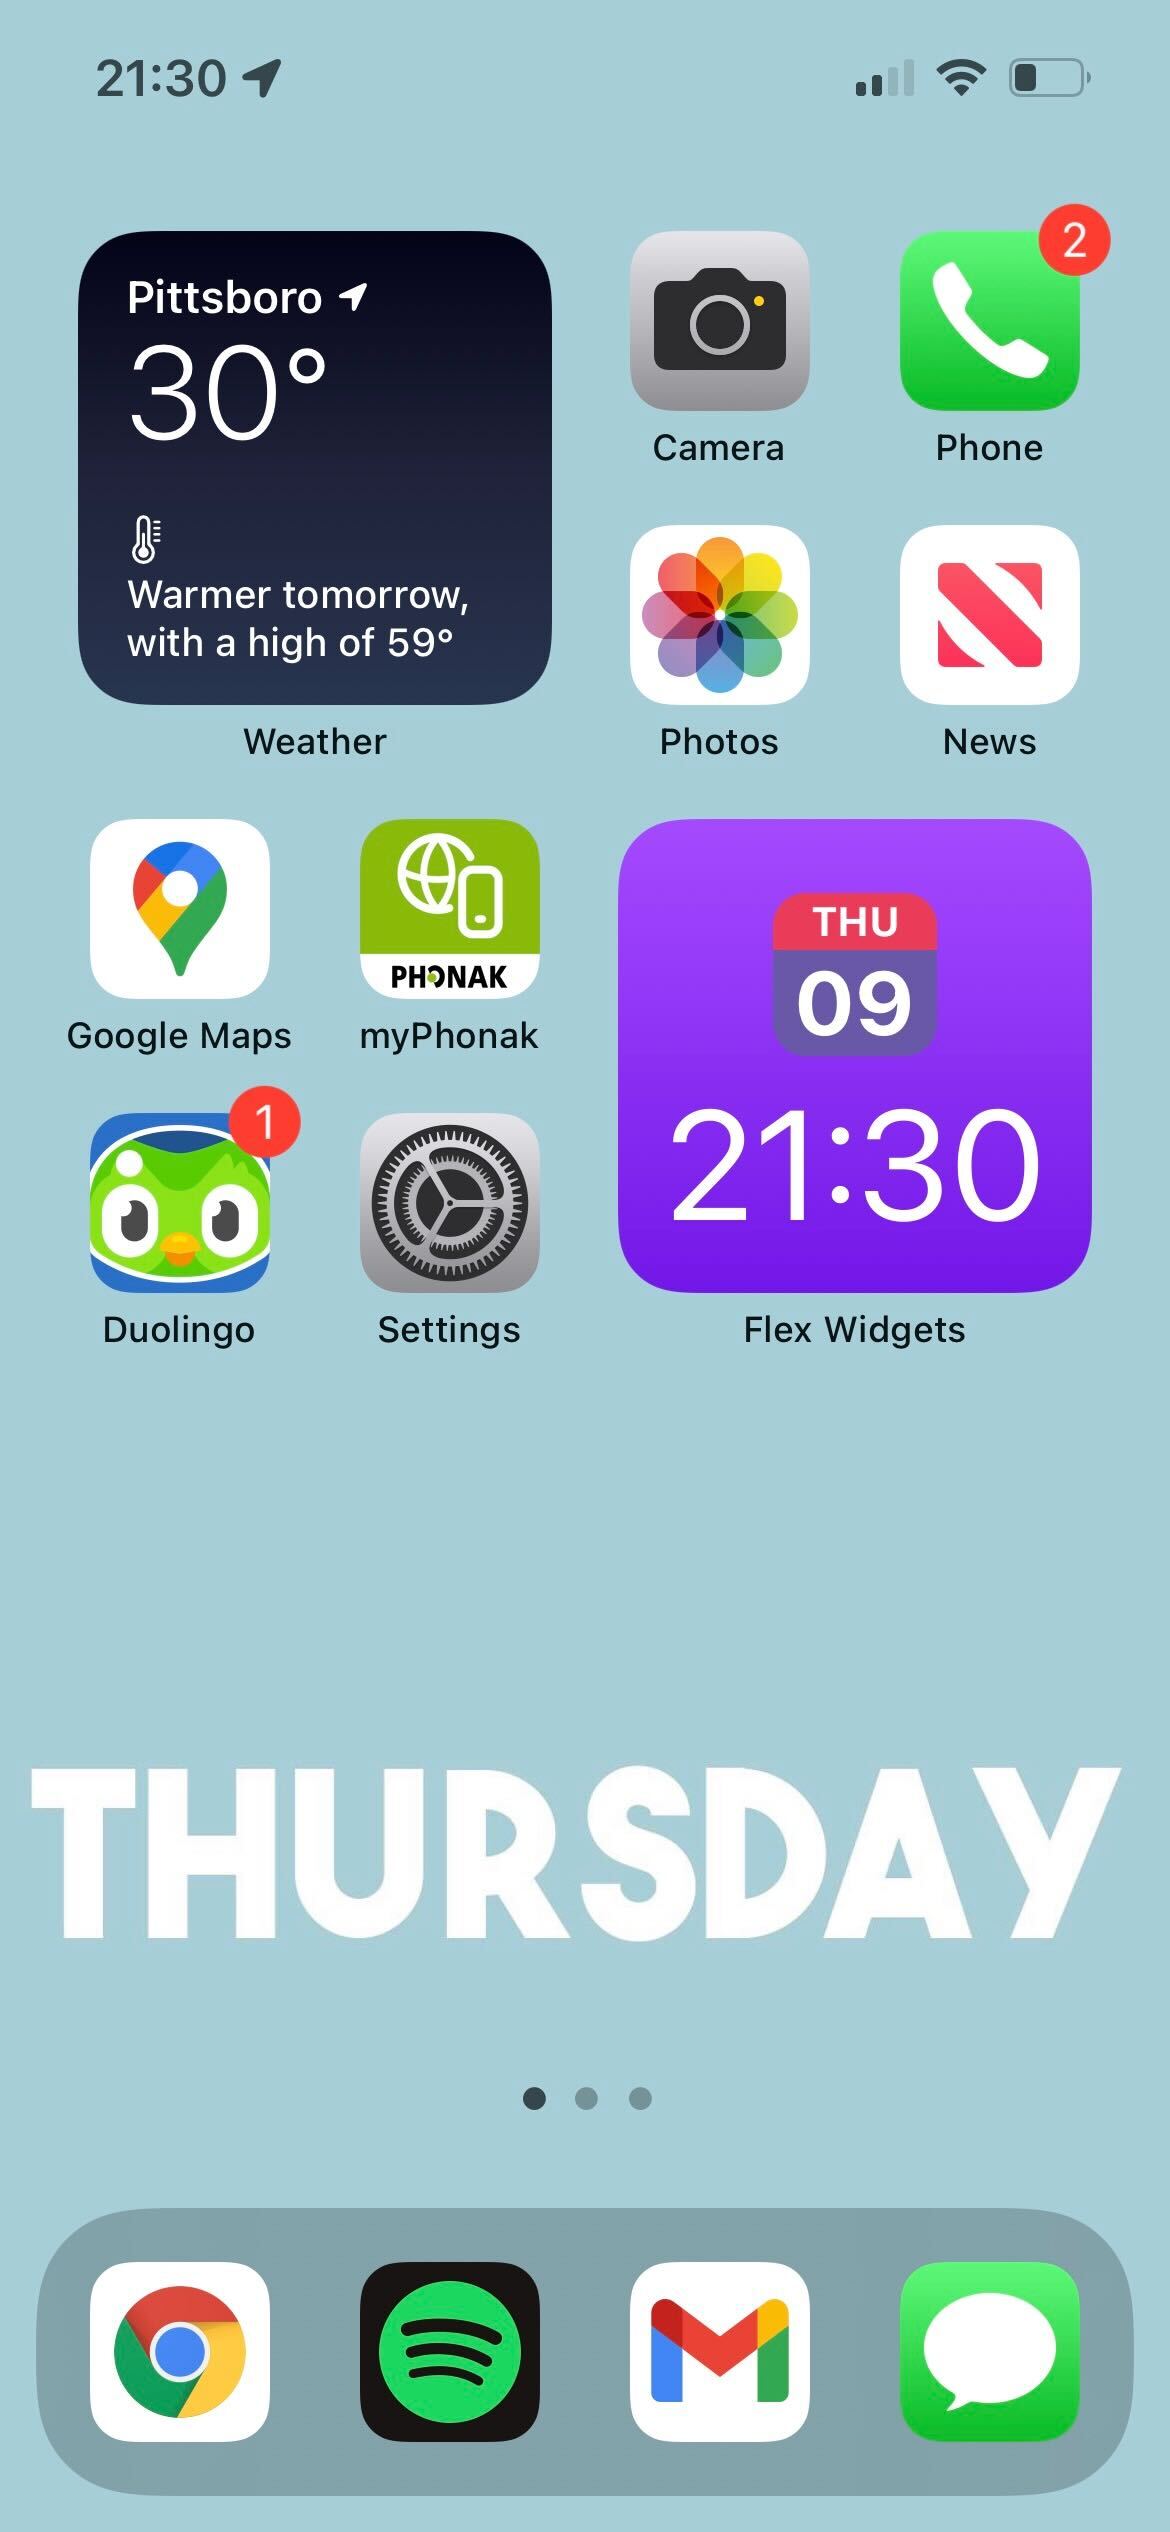 21:30
Pittsboro
30°
Warmer tomorrow,
with a high of 59°
Weather
Camera
2
Phone
Photos
News
Google Maps
PHONAK
myPhonak
1
Duolingo
Settings
THU
09
21:30
Flex Widgets
THURSDAY